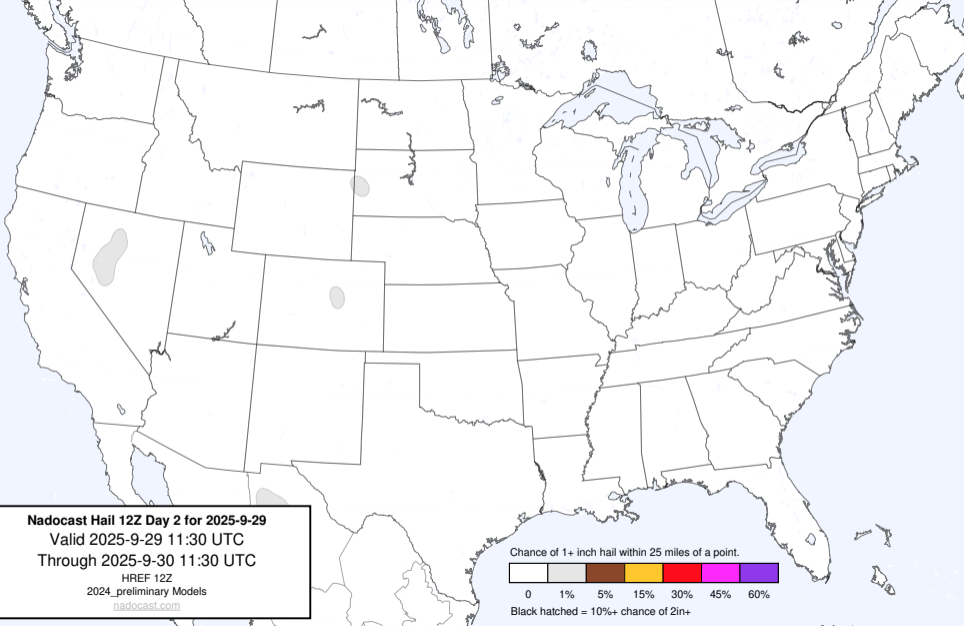 Nadocast Hail 12Z Day 2 for 2025-9-29
Valid 2025-9-29 11:30 UTC
Through 2025-9-30 11:30 UTC
HREF 12Z
2024_preliminary Models
nadocast.com
Chance of 1+ inch hail within 25 miles of a point.
0 1% 5% 15% 30% 45% 60%
Black hatched = 10%+ chance of 2in+